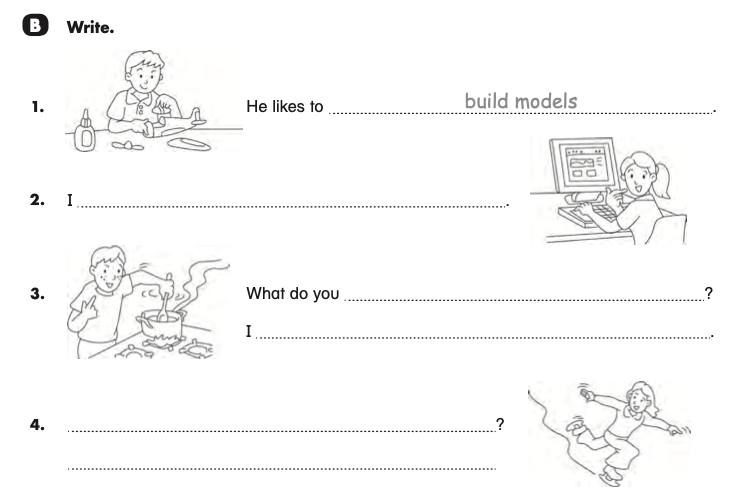 B Write.
1. He likes to build models.
2. I .
3. What do you ?
I .
4. ?